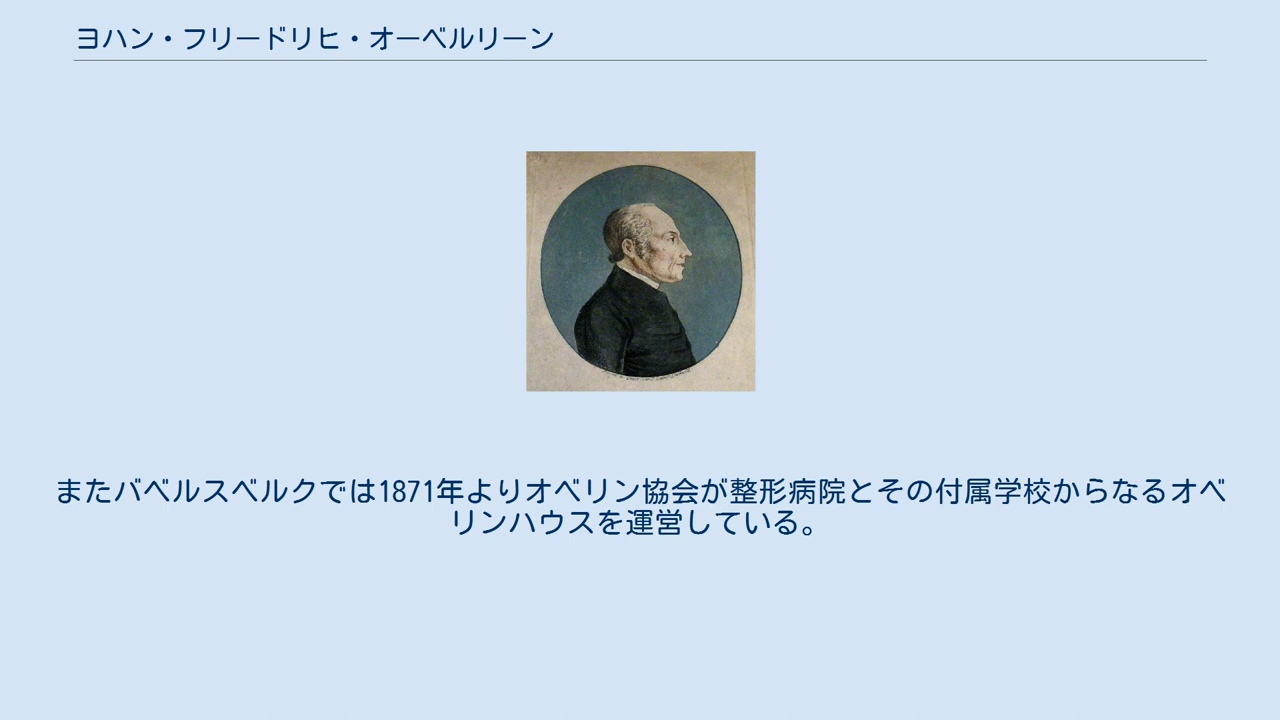 ヨハン・フリードリヒ・オーベルリーン
またバベルスベルクでは1871年よりオベリン協会が整形病院とその付属学校からなるオベ
リンハウスを運営している。